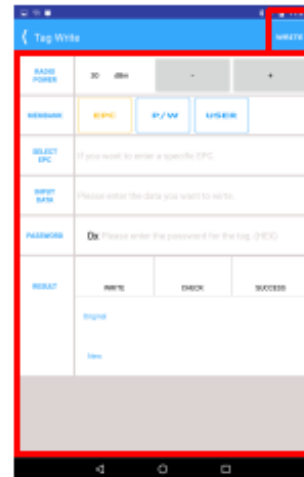 Tag Write
WRITE
RADIO
POWER
30 dBm
-
+
MEMBANK
EPC
P/W
USER
SELECT
EPC
If you want to enter a specific EPC.
INPUT
DATA
Please enter the data you want to write.
PASSWORD
0x Please enter the password for the tag. (HEX)
RESULT
WRITE
CHECK
SUCCESS
Original
New